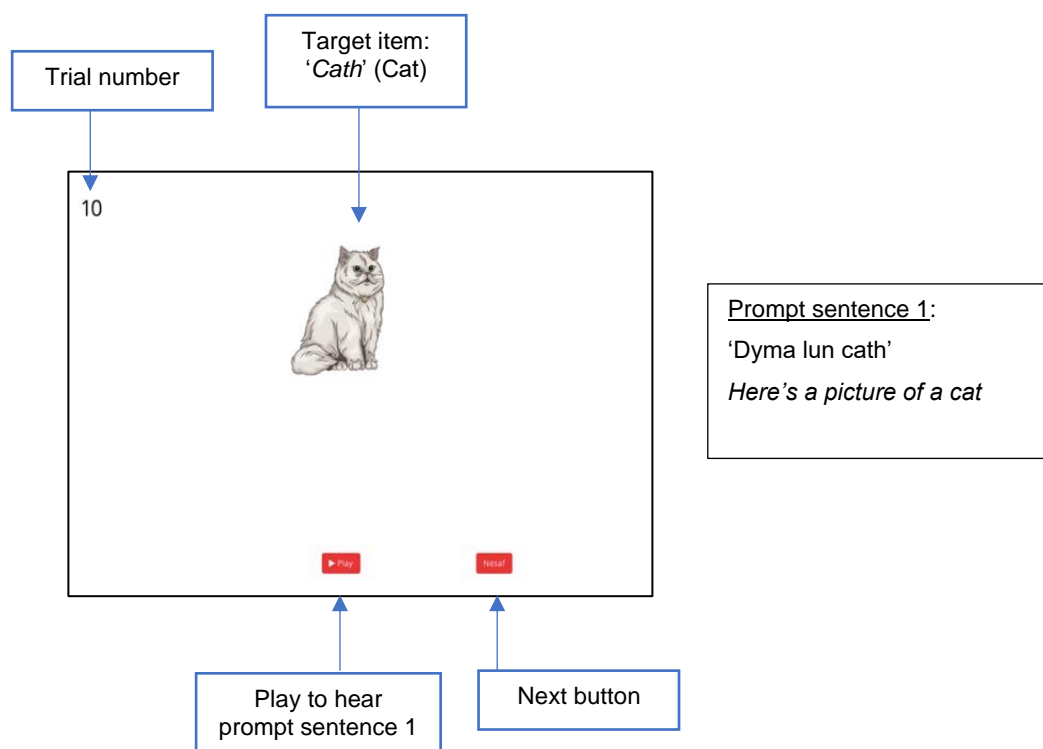 Trial number
Target item:
‘Cath’ (Cat)
10
Prompt sentence 1:
‘Dyma lun cath’
Here’s a picture of a cat
▶ Play
Nesaf
Play to hear
prompt sentence 1
Next button